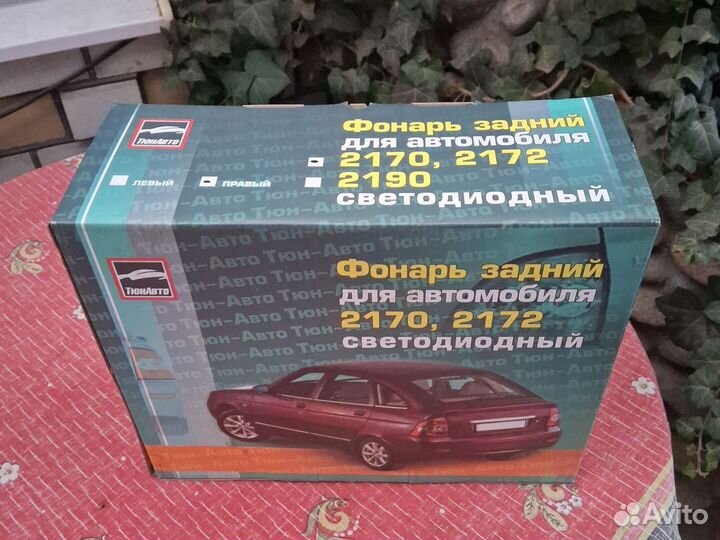 ТюнАвто
Фонарь задний
для автомобиля
2170, 2172
ЛЕВЫЙ ПРАВЫЙ 2190
светодиодный
ТюнАвто
Фонарь задний
для автомобиля
2170, 2172
светодиодный
Тюн-Авто Тюн-Авто Тюн-Авто
Avito